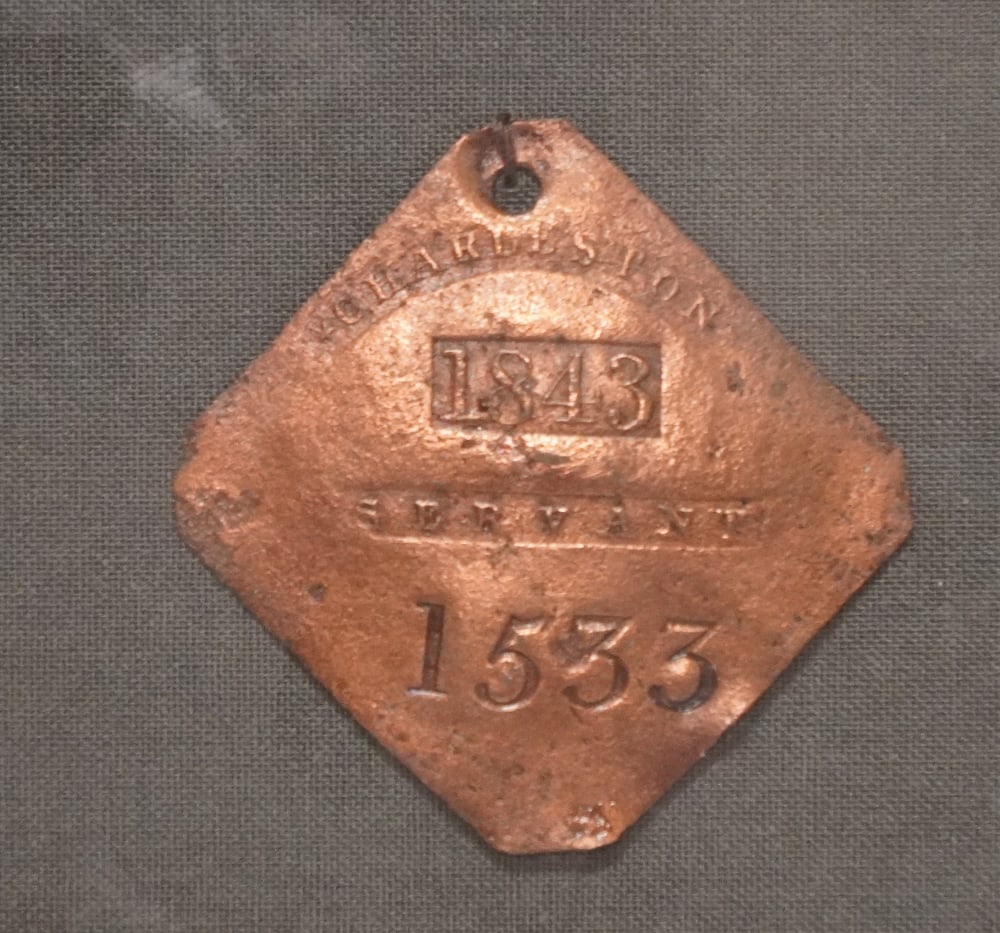 CHARLESTON
1843
SERVANT
1533